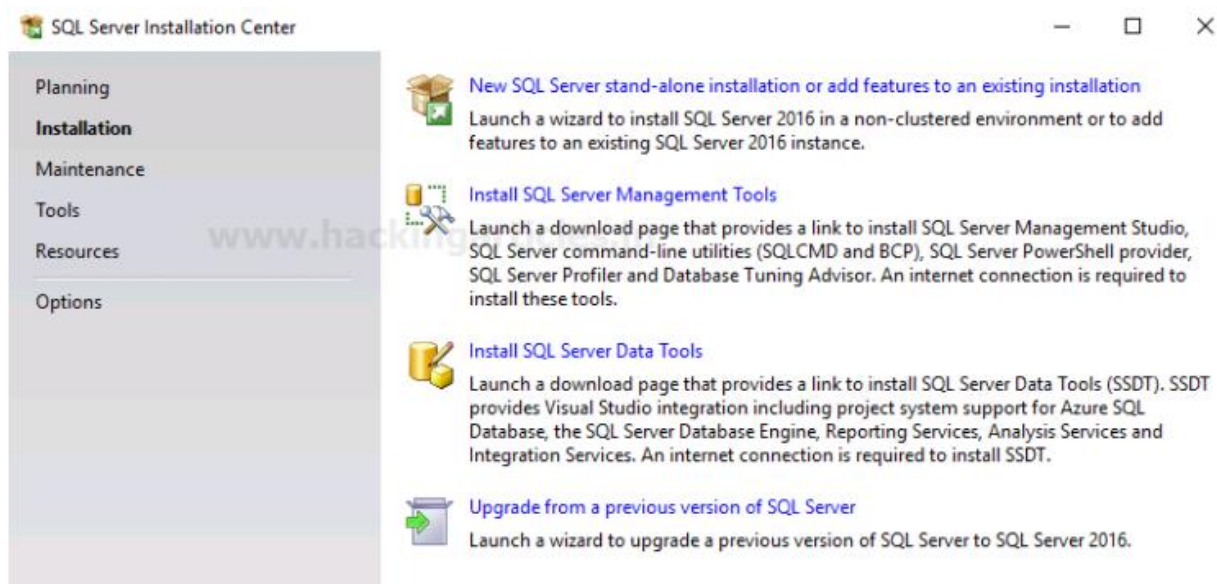 SQL Server Installation Center
Planning
Installation
Maintenance
Tools
Resources
Options
New SQL Server stand-alone installation or add features to an existing installation
Launch a wizard to install SQL Server 2016 in a non-clustered environment or to add
features to an existing SQL Server 2016 instance.
Install SQL Server Management Tools
Launch a download page that provides a link to install SQL Server Management Studio,
SQL Server command-line utilities (SQLCMD and BCP), SQL Server PowerShell provider,
SQL Server Profiler and Database Tuning Advisor. An internet connection is required to
install these tools.
Install SQL Server Data Tools
Launch a download page that provides a link to install SQL Server Data Tools (SSDT). SSDT
provides Visual Studio integration including project system support for Azure SQL
Database, the SQL Server Database Engine, Reporting Services, Analysis Services and
Integration Services. An internet connection is required to install SSDT.
Upgrade from a previous version of SQL Server
Launch a wizard to upgrade a previous version of SQL Server to SQL Server 2016.